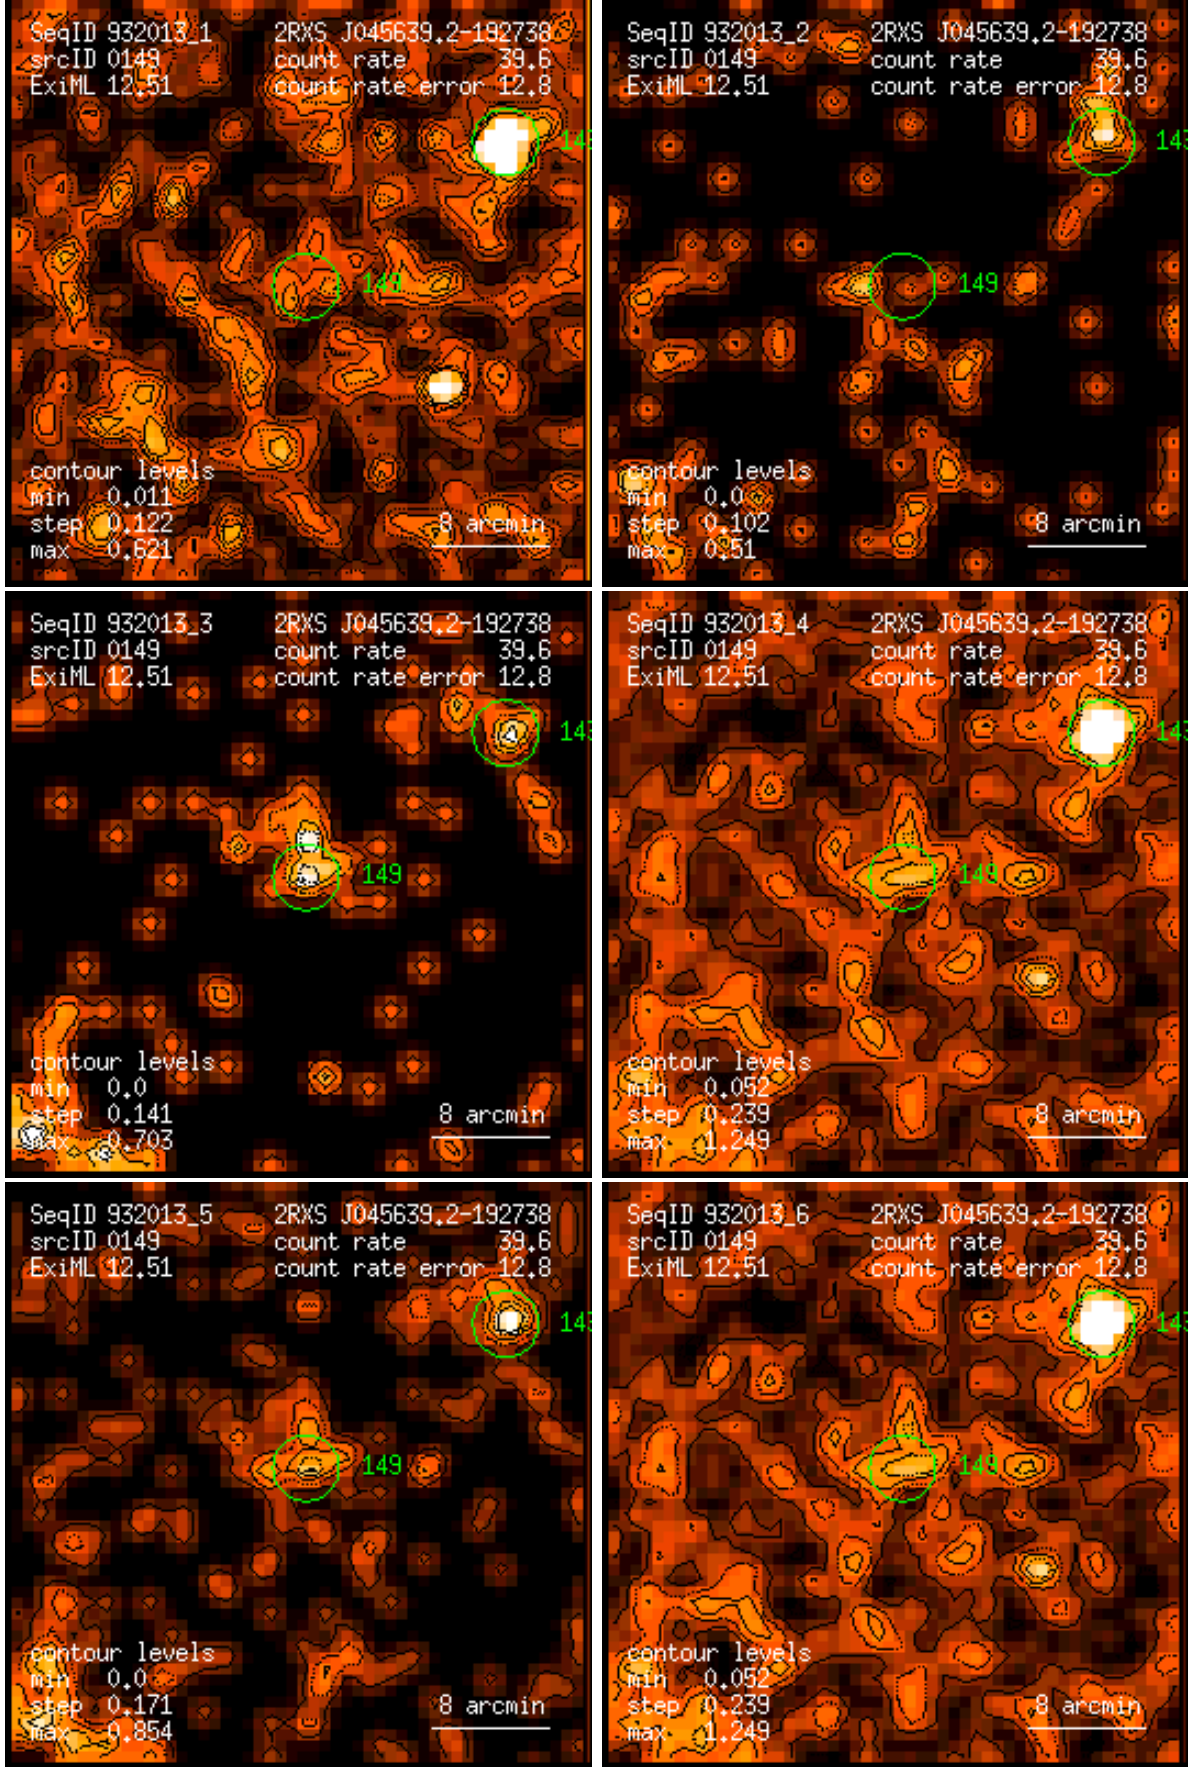 SeqID 932013_1 2RXS J045639.2-192738
srcID 0149 count rate 39.6
ExiML 12.51 count rate error 12.8
143
149
contour levels
min 0.011
step 0.122 8 arcmin
max 0.621
SeqID 932013_2 2RXS J045639.2-192738
srcID 0149 count rate 39.6
ExiML 12.51 count rate error 12.8
143
149
contour levels
min 0.0
step 0.102 8 arcmin
max 0.51
SeqID 932013_3 2RXS J045639.2-192738
srcID 0149 count rate 39.6
ExiML 12.51 count rate error 12.8
143
149
contour levels
min 0.0
step 0.141 8 arcmin
max 0.703
SeqID 932013_4 2RXS J045639.2-192738
srcID 0149 count rate 39.6
ExiML 12.51 count rate error 12.8
143
149
contour levels
min 0.052
step 0.239 8 arcmin
max 1.249
SeqID 932013_5 2RXS J045639.2-192738
srcID 0149 count rate 39.6
ExiML 12.51 count rate error 12.8
143
149
contour levels
min 0.0
step 0.171 8 arcmin
max 0.854
SeqID 932013_6 2RXS J045639.2-192738
srcID 0149 count rate 39.6
ExiML 12.51 count rate error 12.8
143
149
contour levels
min 0.052
step 0.239 8 arcmin
max 1.249